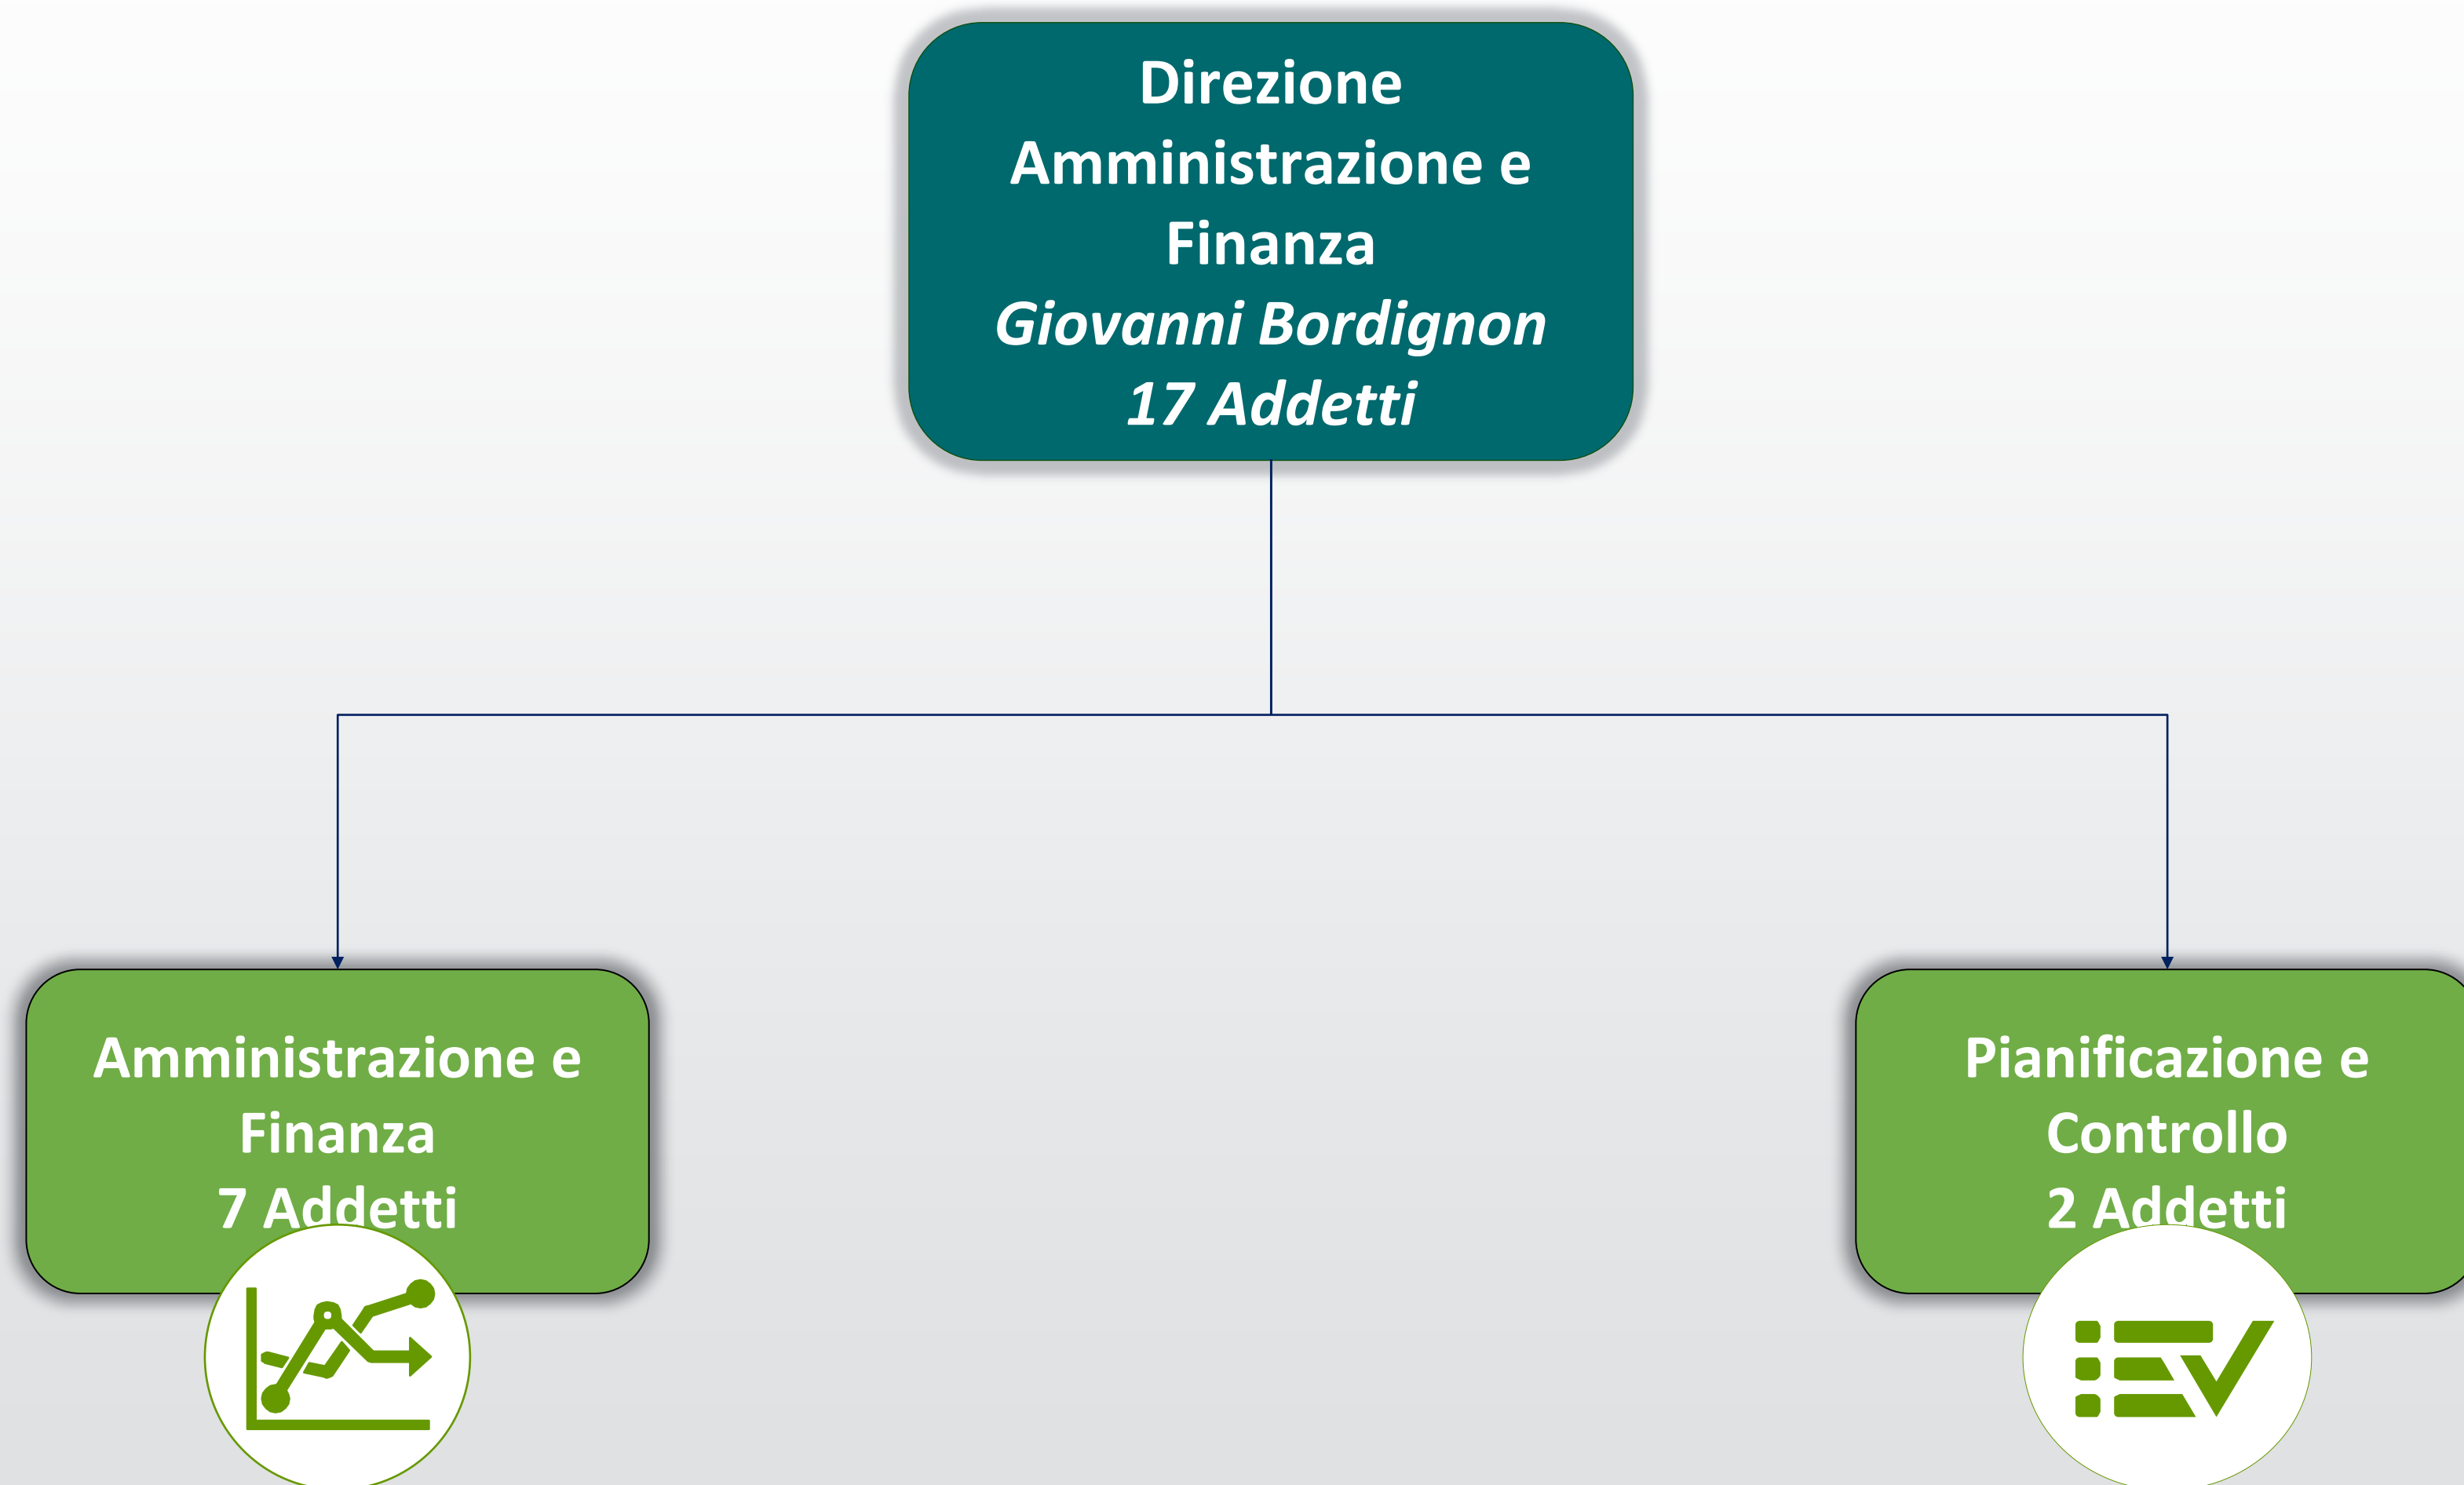 Direzione
Amministrazione e
Finanza
Giovanni Bordignon
17 Addetti
Amministrazione e
Finanza
7 Addetti
Pianificazione e
Controllo
2 Addetti